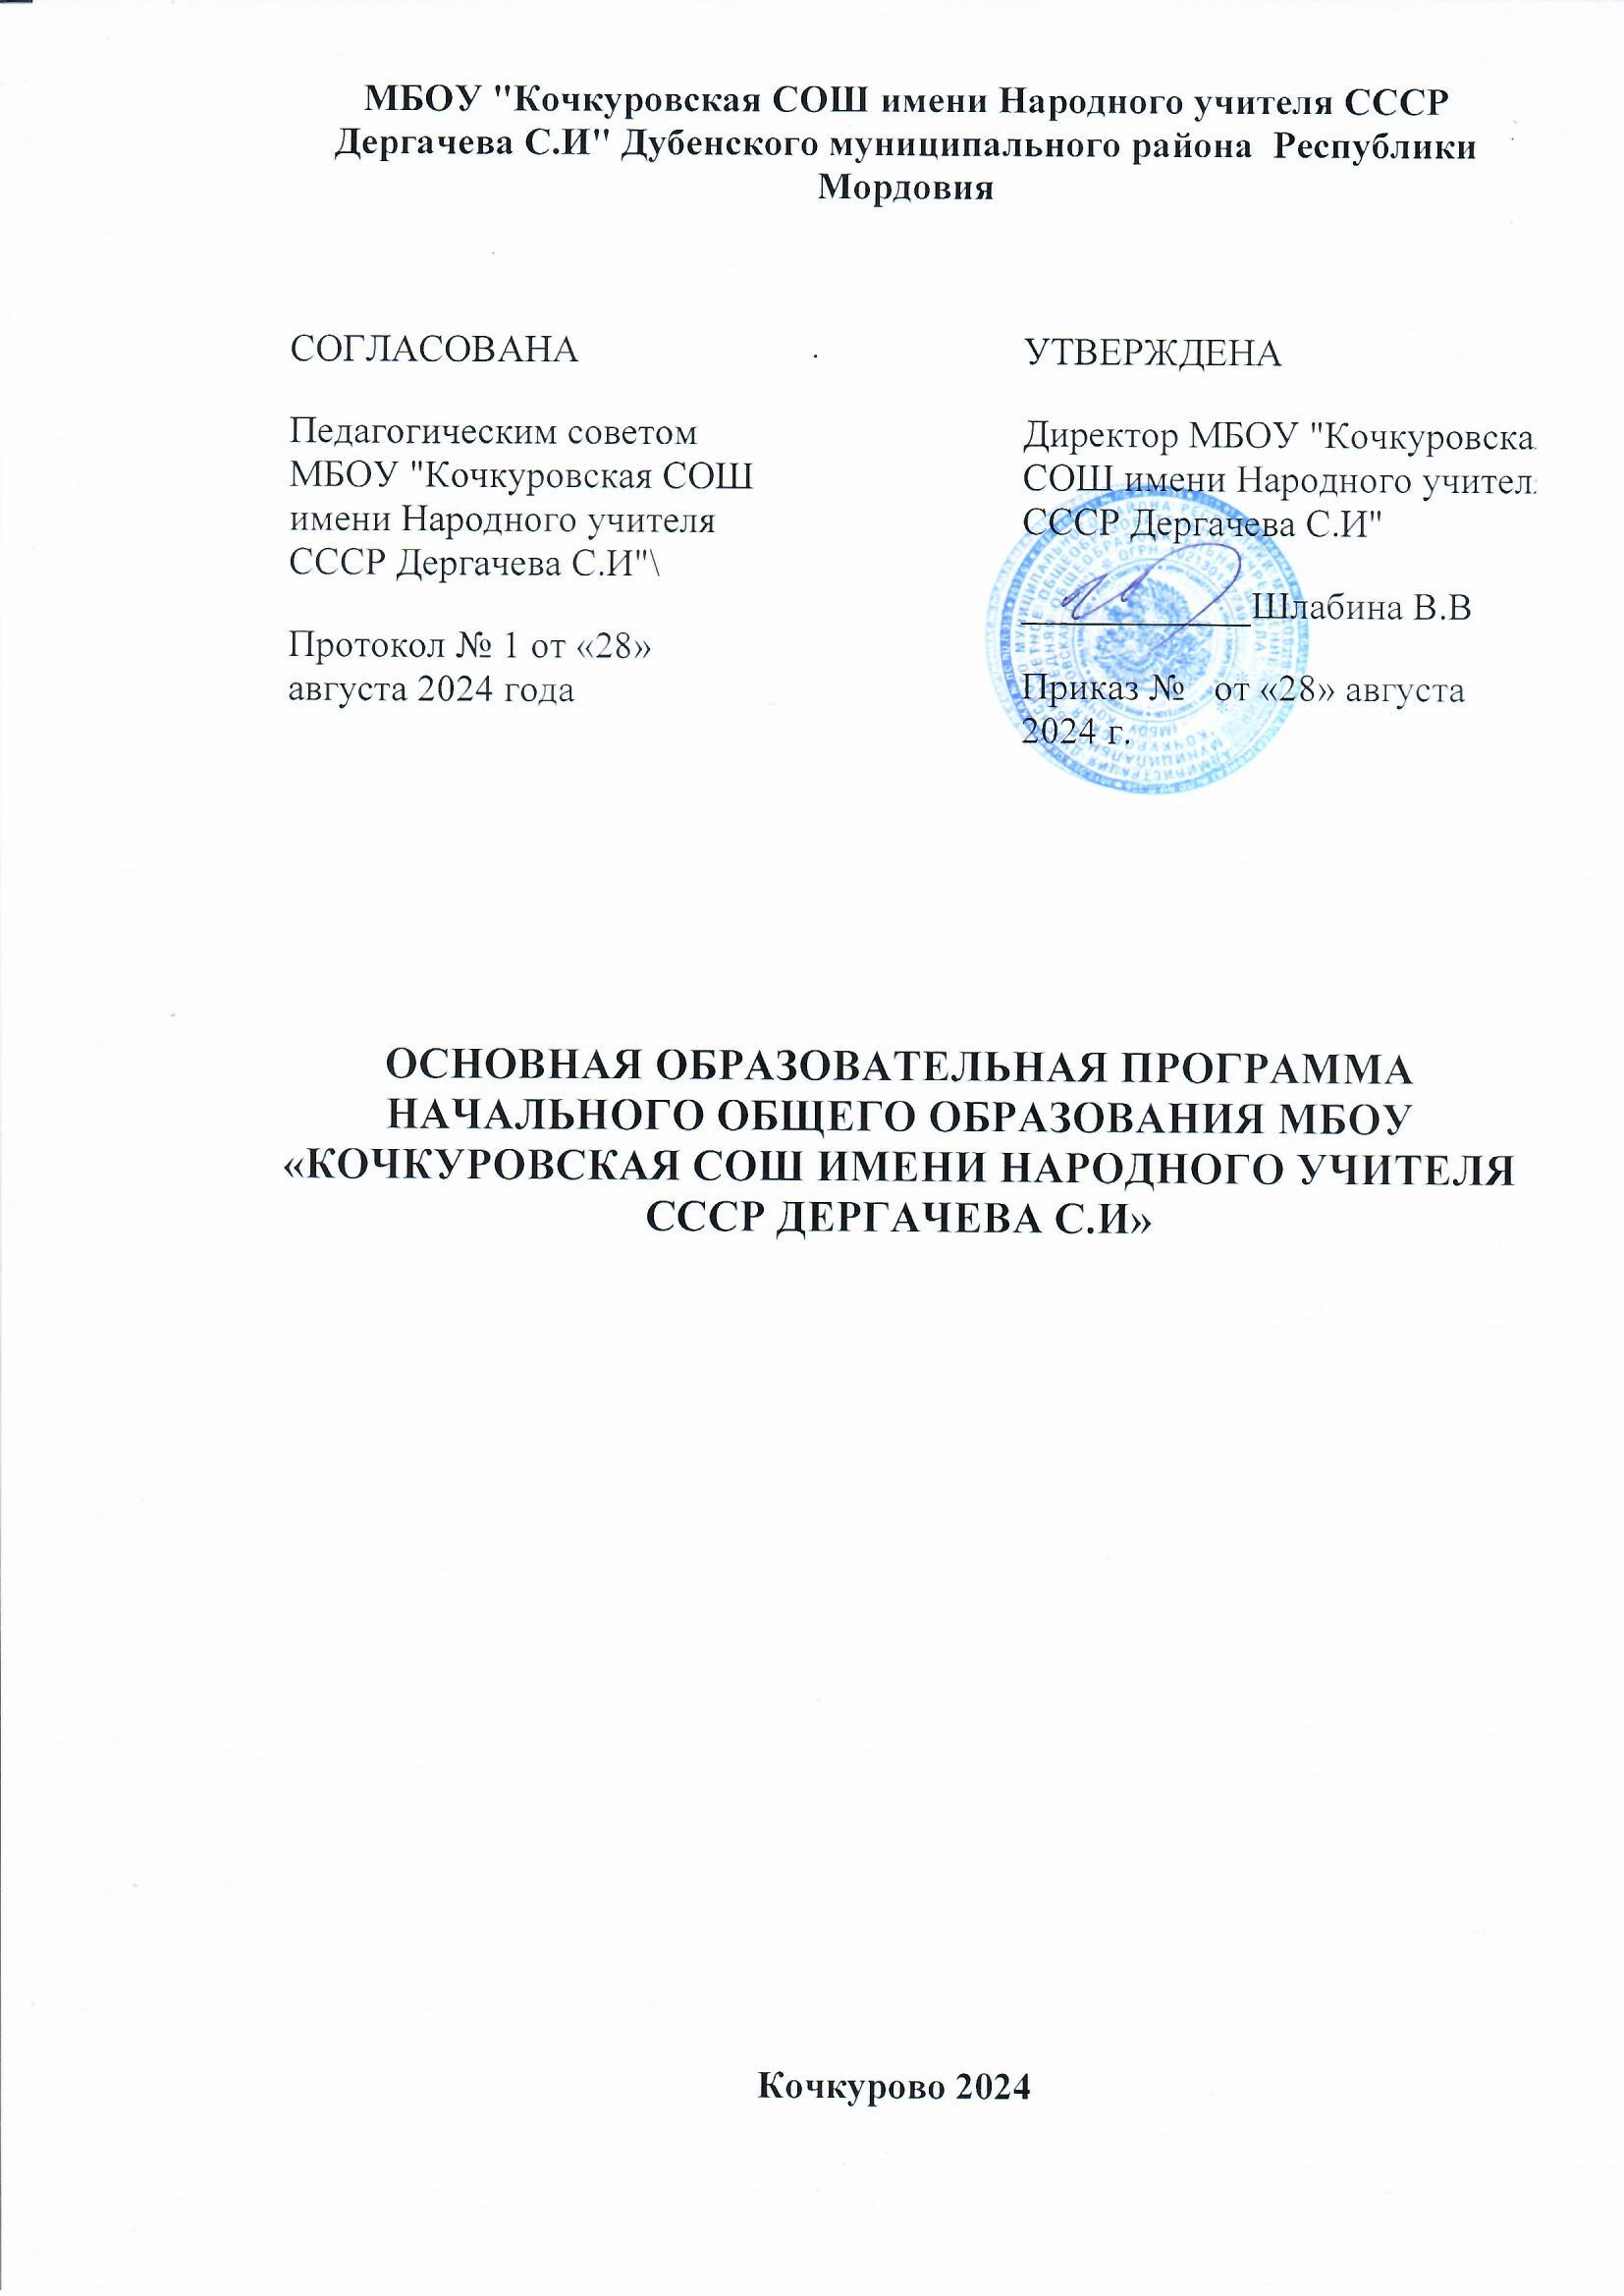 МБОУ "Кочкуровская СОШ имени Народного учителя СССР
Дергачева С.И" Дубенского муниципального района Республики
Мордовия
СОГЛАСОВАНА
Педагогическим советом
МБОУ "Кочкуровская СОШ
имени Народного учителя
СССР Дергачева С.И"\
Протокол № 1 от «28»
августа 2024 года
УТВЕРЖДЕНА
Директор МБОУ "Кочкуровска
СОШ имени Народного учител
СССР Дергачева С.И"
____________Шлабина В.В
Приказ № от «28» августа
2024 г.
ОСНОВНАЯ ОБРАЗОВАТЕЛЬНАЯ ПРОГРАММА
НАЧАЛЬНОГО ОБЩЕГО ОБРАЗОВАНИЯ МБОУ
«КОЧКУРОВСКАЯ СОШ ИМЕНИ НАРОДНОГО УЧИТЕЛЯ
СССР ДЕРГАЧЕВА С.И»
Кочкурово 2024